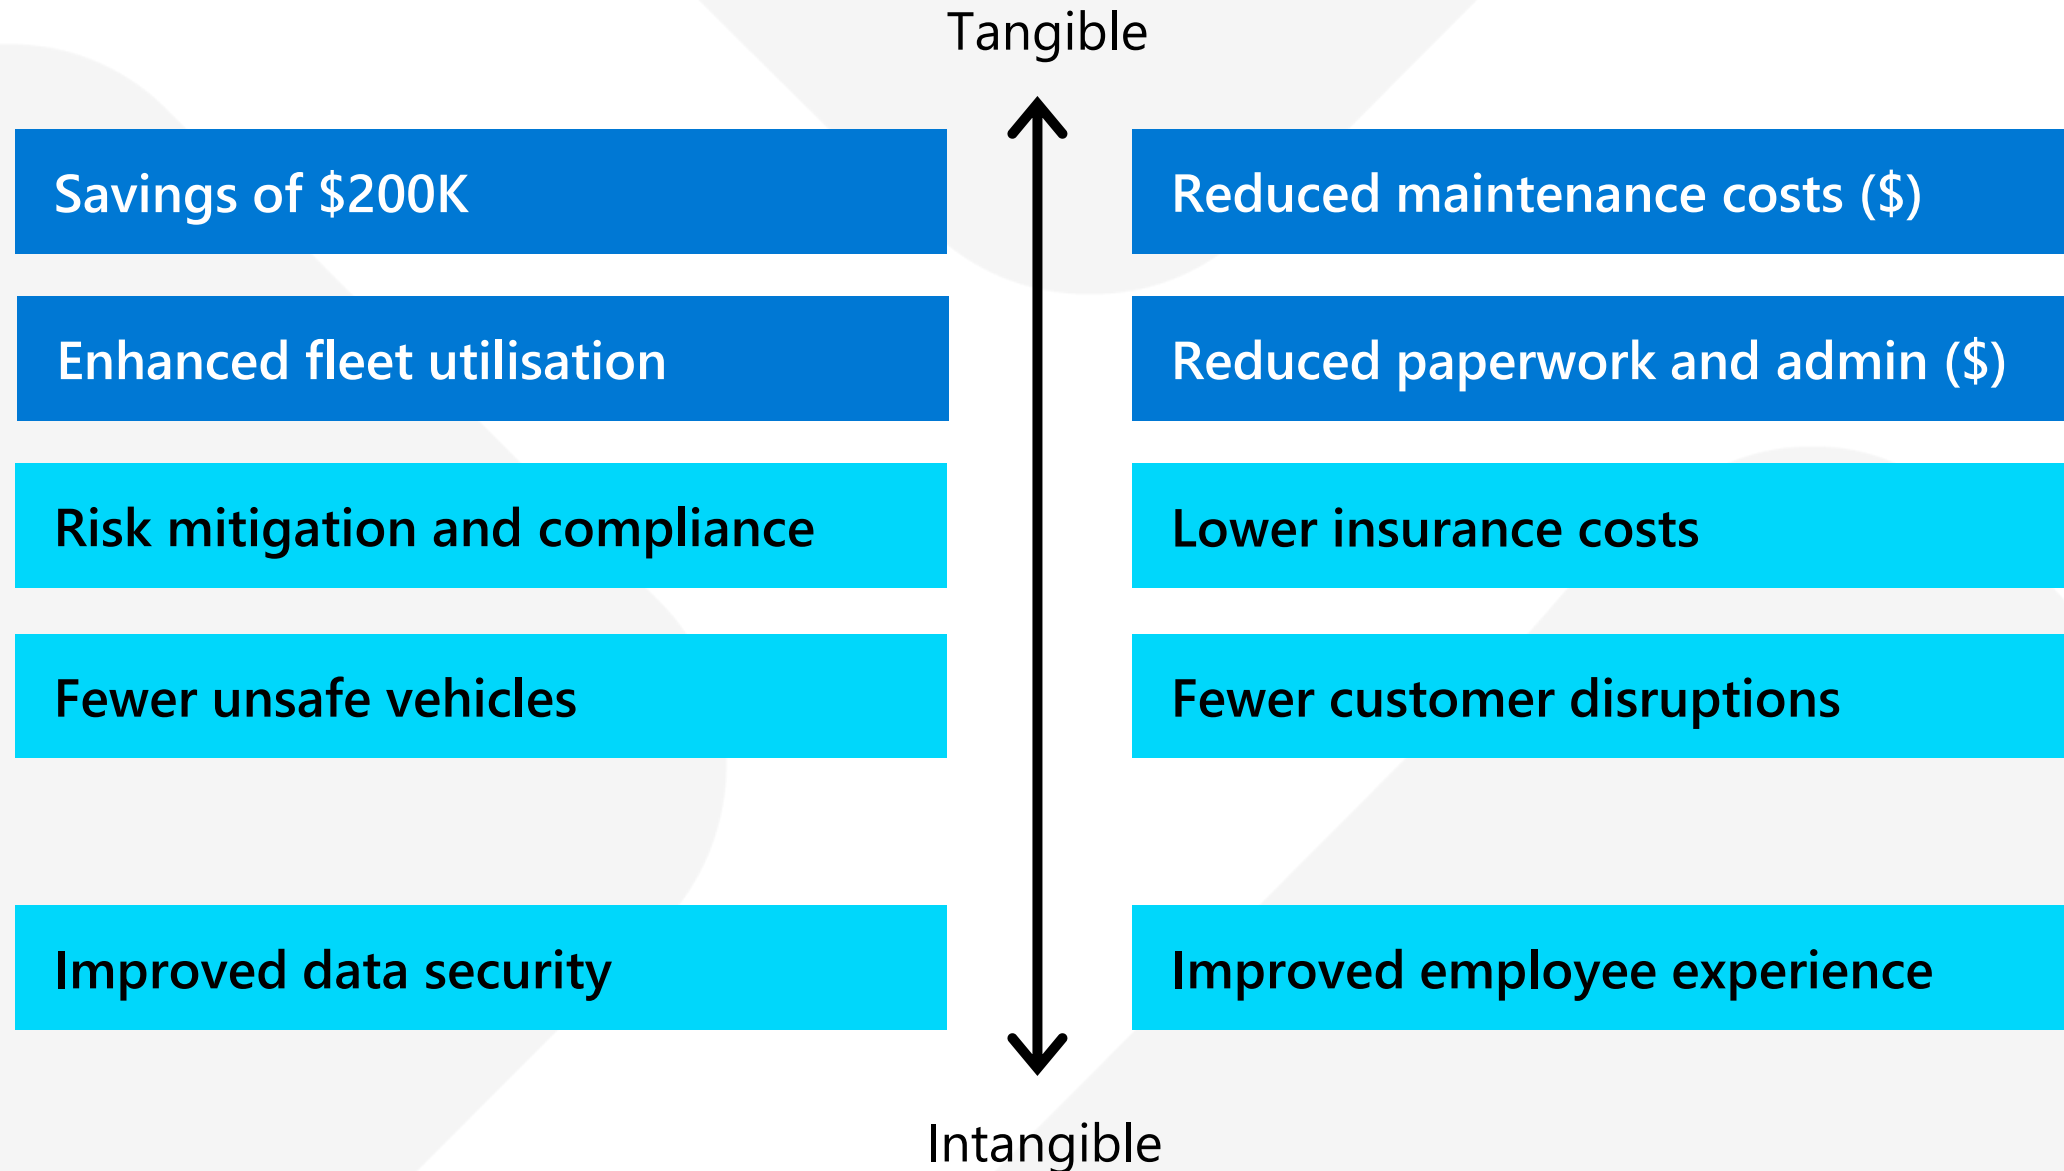 Tangible
Savings of $200K
Reduced maintenance costs ($)
Enhanced fleet utilisation
Reduced paperwork and admin ($)
Risk mitigation and compliance
Lower insurance costs
Fewer unsafe vehicles
Fewer customer disruptions
Improved data security
Improved employee experience
Intangible